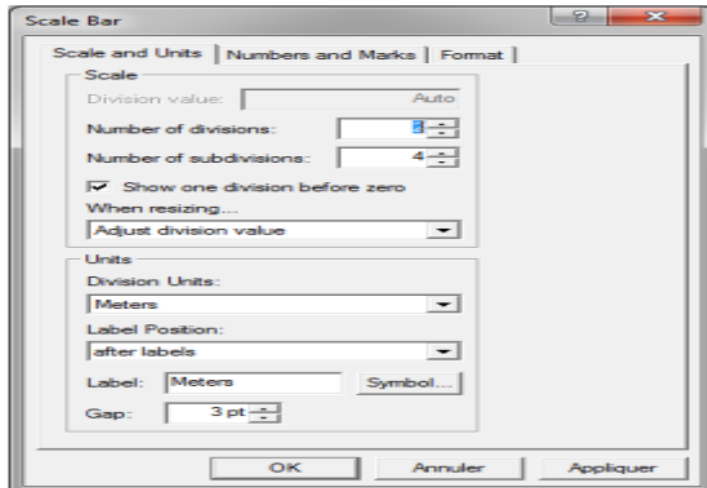 Scale Bar
Scale and Units Numbers and Marks Format
Scale
Division value: Auto
Number of divisions:
Number of subdivisions: 4
Show one division before zero
When resizing...
Adjust division value
Units
Division Units:
Meters
Label Position:
after labels
Label: Meters Symbol...
Gap: 3 pt
OK Annuler Appliquer